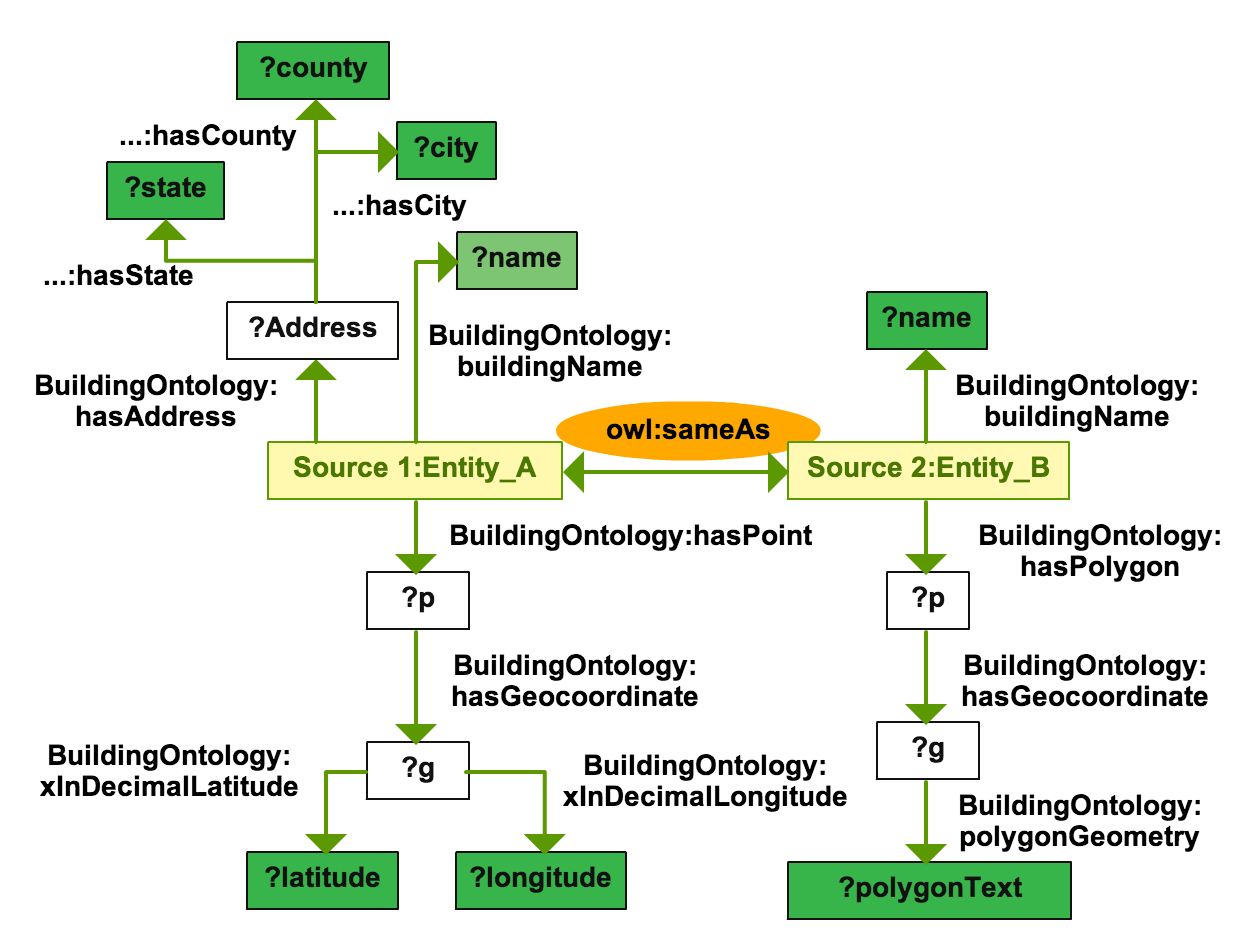 ?county
...:hasCounty
?city
?state
...:hasCity
?name
...:hasState
?Address
?name
BuildingOntology:
buildingName
BuildingOntology:
hasAddress
BuildingOntology:
buildingName
owl:sameAs
Source 1:Entity_A
Source 2:Entity_B
BuildingOntology:hasPoint
BuildingOntology:
hasPolygon
?p
?p
BuildingOntology:
hasGeocoordinate
BuildingOntology:
hasGeocoordinate
?g
?g
BuildingOntology:
xInDecimalLatitude
BuildingOntology:
xInDecimalLongitude
BuildingOntology:
polygonGeometry
?latitude
?longitude
?polygonText